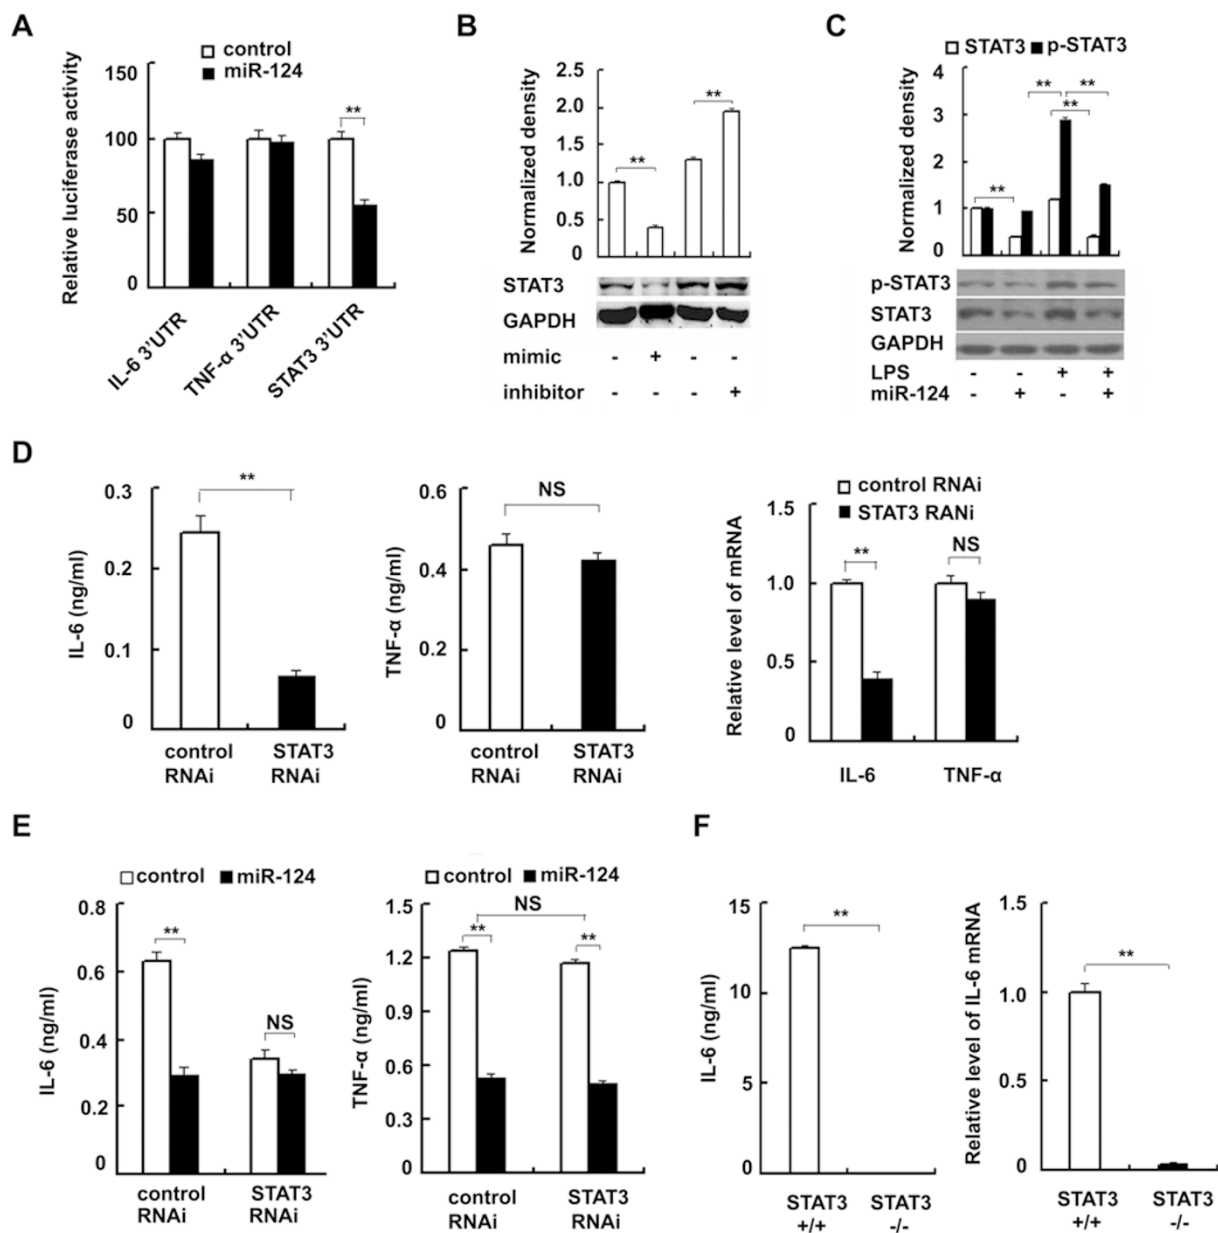 A
control
miR-124
Relative luciferase activity
150
100
50
0
**
IL-6 3'UTR
TNF-α 3'UTR
STAT3 3'UTR
B
Normalized density
2.5
2.0
1.5
1.0
0.5
0
**
**
STAT3
GAPDH
mimic - + - -
inhibitor - - - +
C
STAT3 p-STAT3
Normalized density
4
3
2
1
0
**
**
**
**
p-STAT3
STAT3
GAPDH
LPS - - + +
miR-124 - + - +
D
IL-6 (ng/ml)
0.3
0.2
0.1
0
**
control RNAi
STAT3 RNAi
TNF-α (ng/ml)
0.6
0.4
0.2
0
NS
control RNAi
STAT3 RNAi
control RNAi
STAT3 RANi
Relative level of mRNA
1.5
1.0
0.5
0
**
NS
IL-6
TNF-α
E
control miR-124
IL-6 (ng/ml)
0.8
0.6
0.4
0.2
0
**
NS
control RNAi
STAT3 RNAi
control miR-124
TNF-α (ng/ml)
1.5
1.2
0.6
0.3
0
NS
**
**
control RNAi
STAT3 RNAi
F
IL-6 (ng/ml)
15
10
5
0
**
STAT3 +/+
STAT3 -/-
Relative level of IL-6 mRNA
1.5
1.0
0.5
0
**
STAT3 +/+
STAT3 -/-